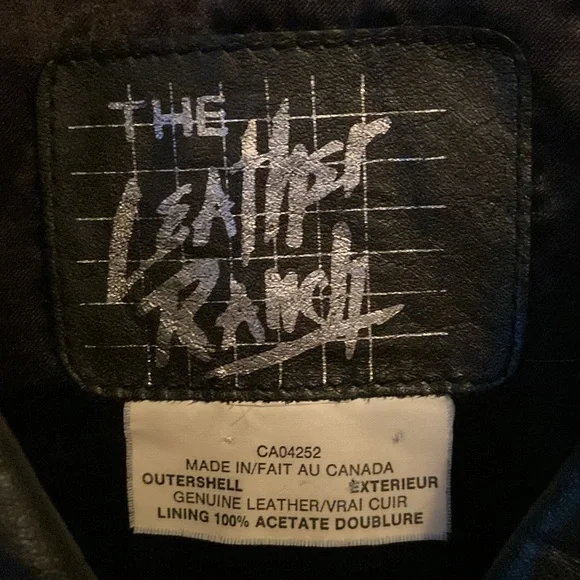 THE
LEATHER
RANCH
CA04252
MADE IN/FAIT AU CANADA
OUTERSHELL EXTERIEUR
GENUINE LEATHER/VRAI CUIR
LINING 100% ACETATE DOUBLURE